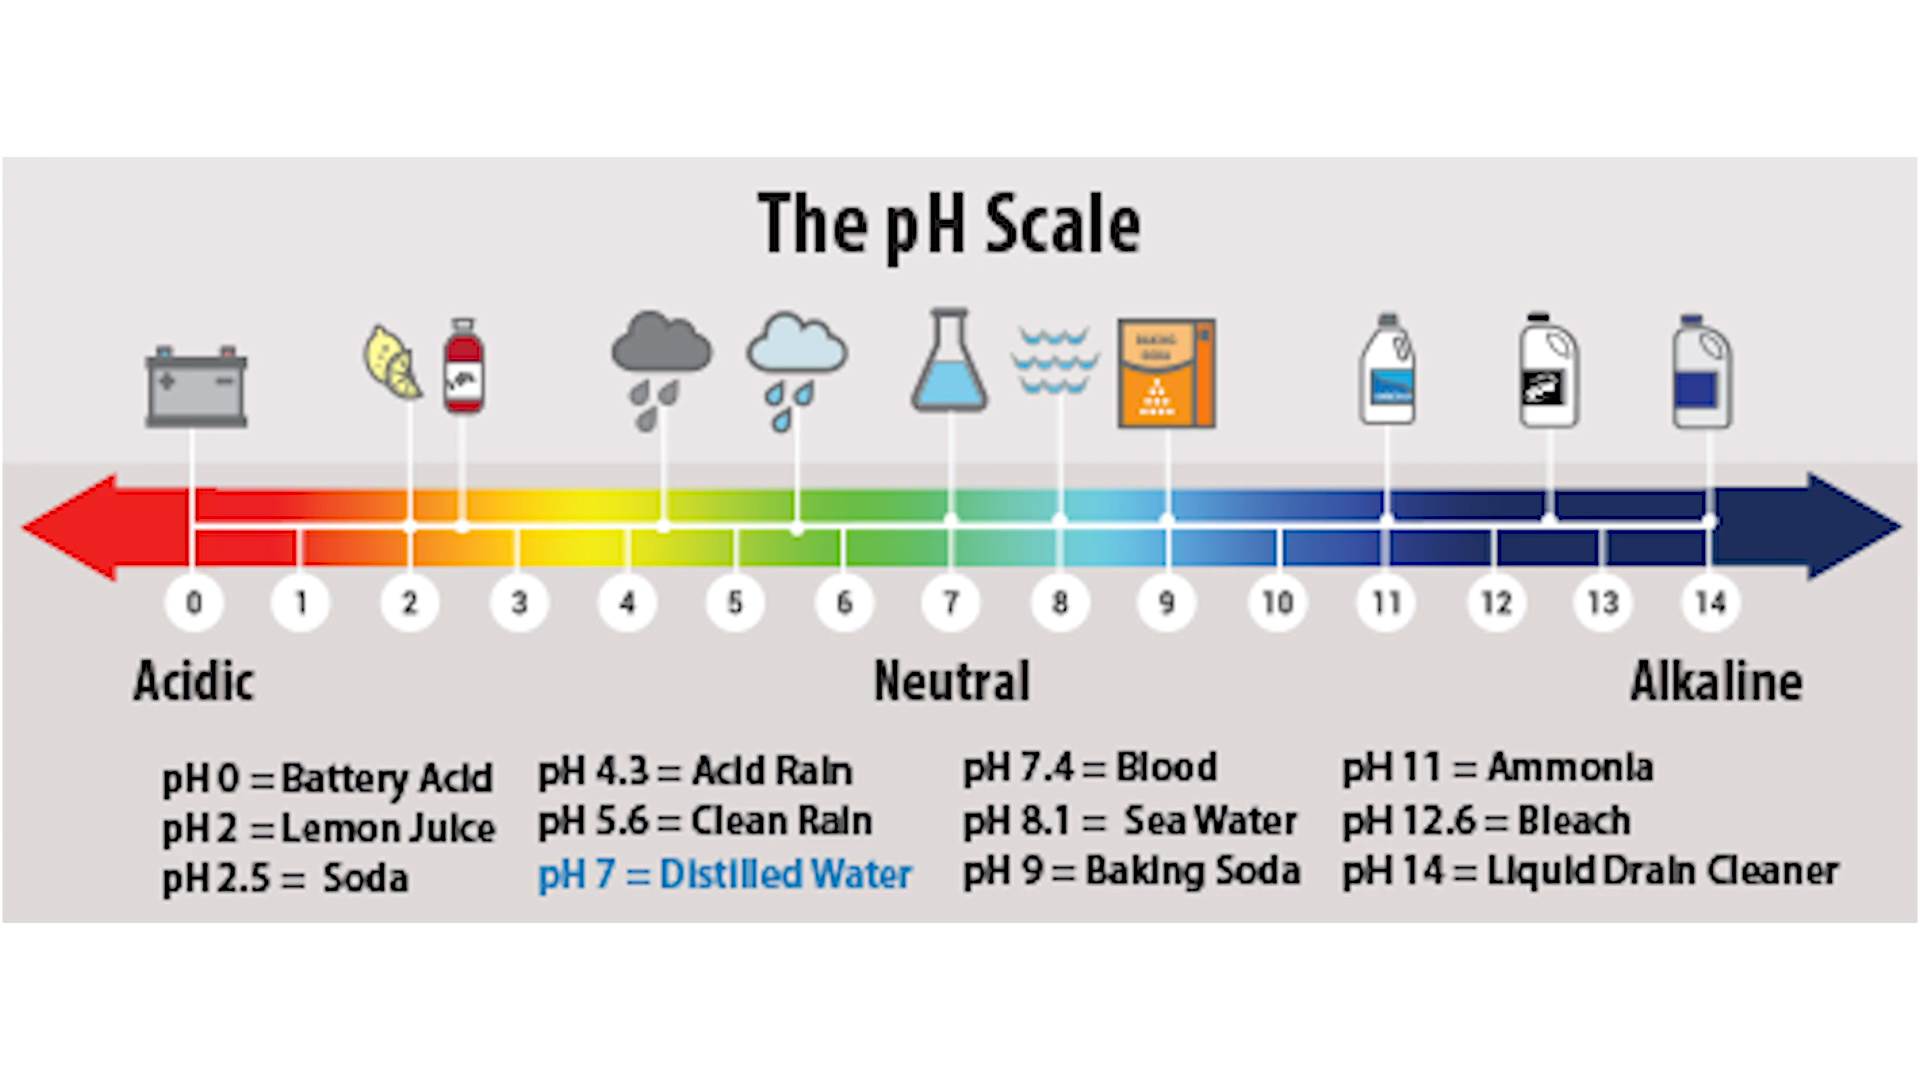 The pH Scale
BAKING
SODA
0 1 2 3 4 5 6 7 8 9 10 11 12 13 14
Acidic
Neutral
Alkaline
pH 0 = Battery Acid
pH 2 = Lemon Juice
pH 2.5 = Soda
pH 4.3 = Acid Rain
pH 5.6 = Clean Rain
pH 7 = Distilled Water
pH 7.4 = Blood
pH 8.1 = Sea Water
pH 9 = Baking Soda
pH 11 = Ammonia
pH 12.6 = Bleach
pH 14 = Liquid Drain Cleaner